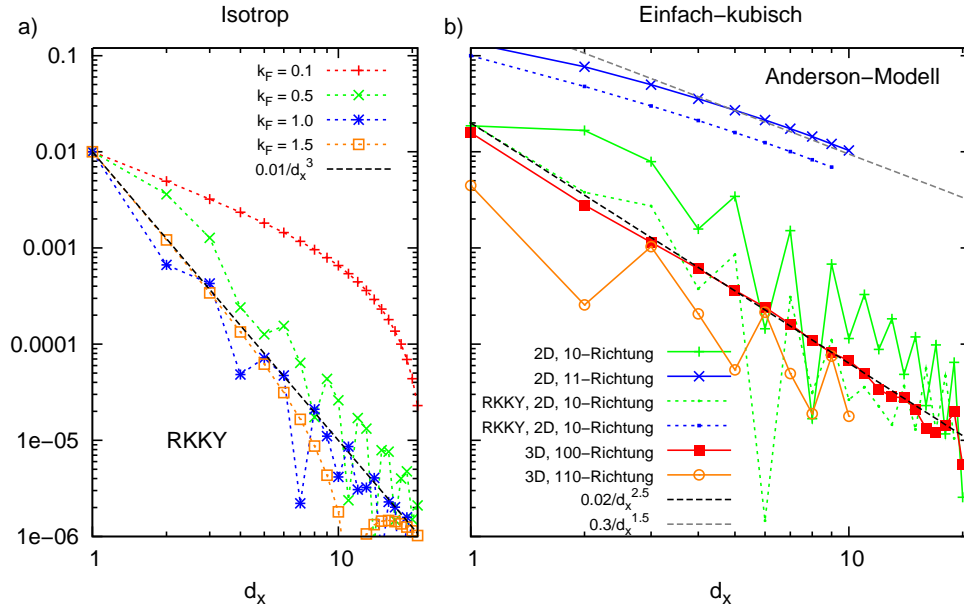 Isotrop
Einfach−kubisch
a)
b)
0.1
0.01
0.001
0.0001
1e−05
1e−06
k_F = 0.1
k_F = 0.5
k_F = 1.0
k_F = 1.5
0.01/d_x^3
RKKY
1
10
d_x
Anderson−Modell
2D, 10−Richtung
2D, 11−Richtung
RKKY, 2D, 10−Richtung
RKKY, 2D, 10−Richtung
3D, 100−Richtung
3D, 110−Richtung
0.02/d_x^2.5
0.3/d_x^1.5
1
10
d_x